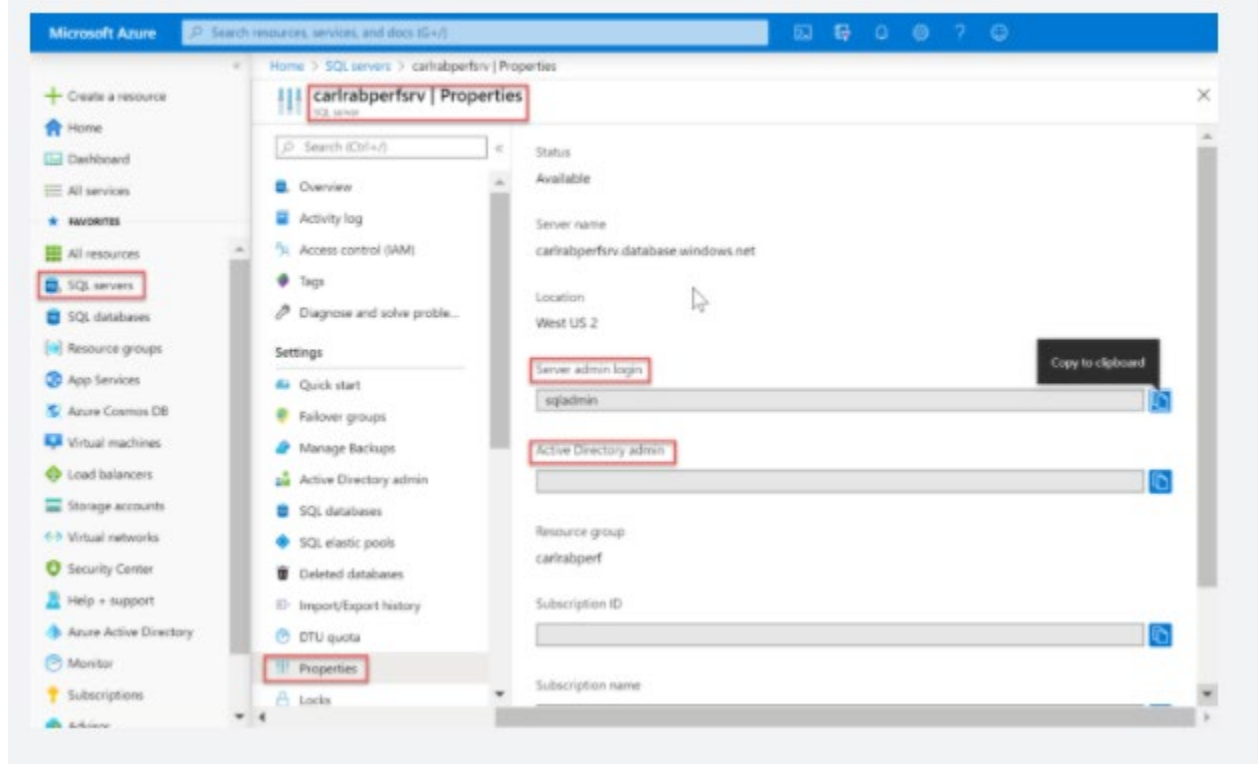 Microsoft Azure
Search resources, services, and docs (G+/)
Home > SQL servers > carlrabperfsrv | Properties
carlrabperfsrv | Properties
SQL server
Create a resource
Home
Dashboard
All services
FAVORITES
All resources
SQL servers
SQL databases
Resource groups
App Services
Azure Cosmos DB
Virtual machines
Load balancers
Storage accounts
Virtual networks
Security Center
Help + support
Azure Active Directory
Monitor
Subscriptions
Advisor
Search (Ctrl+/)
Overview
Activity log
Access control (IAM)
Tags
Diagnose and solve proble...
Settings
Quick start
Failover groups
Manage Backups
Active Directory admin
SQL databases
SQL elastic pools
Deleted databases
Import/Export history
DTU quota
Properties
Locks
Status
Available
Server name
carlrabperfsrv.database.windows.net
Location
West US 2
Server admin login
Copy to clipboard
sqladmin
Active Directory admin
Resource group
carlrabperf
Subscription ID
Subscription name